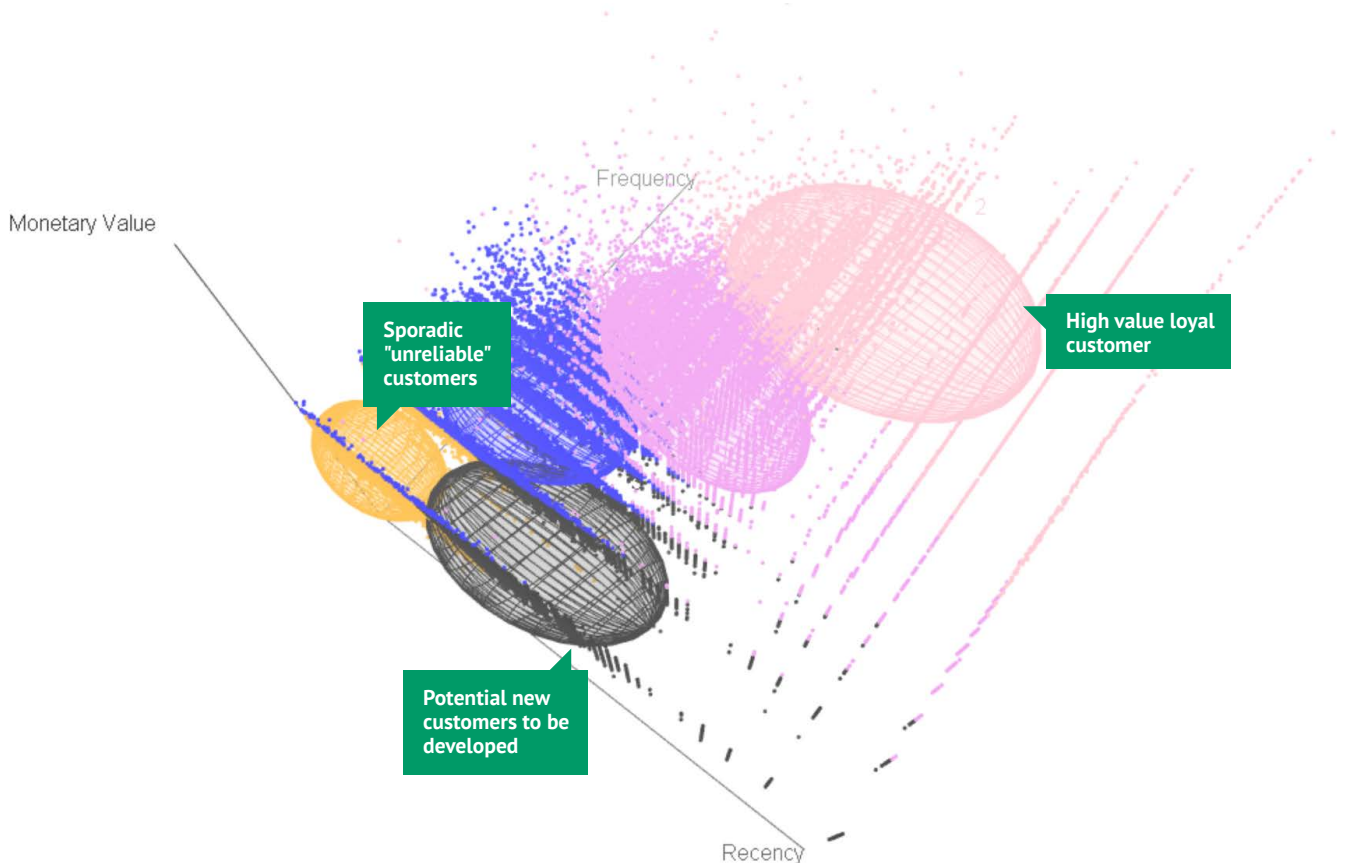 Frequency
2
Monetary Value
Sporadic
"unreliable"
customers
High value loyal
customer
Potential new
customers to be
developed
Recency